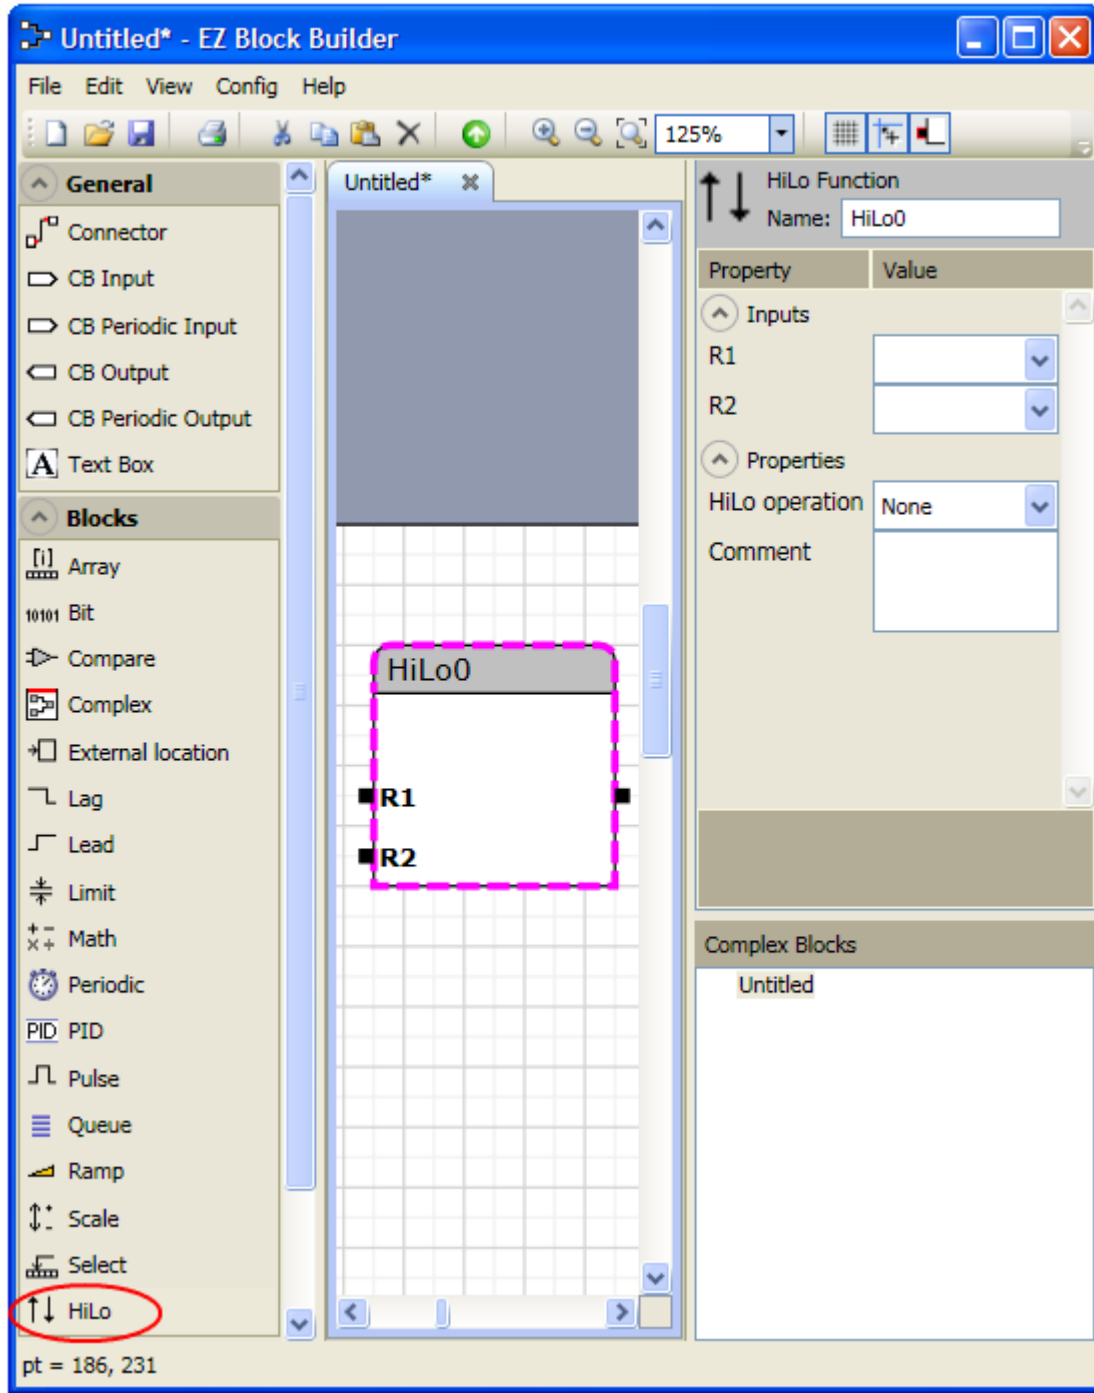 Untitled* - EZ Block Builder
File Edit View Config Help
125%
General
Connector
CB Input
CB Periodic Input
CB Output
CB Periodic Output
A Text Box
Blocks
[i] Array
10101 Bit
Compare
Complex
External location
Lag
Lead
Limit
Math
Periodic
PID PID
Pulse
Queue
Ramp
Scale
Select
HiLo
pt = 186, 231
Untitled*
HiLo0
R1
R2
HiLo Function
Name: HiLo0
Property Value
Inputs
R1
R2
Properties
HiLo operation None
Comment
Complex Blocks
Untitled